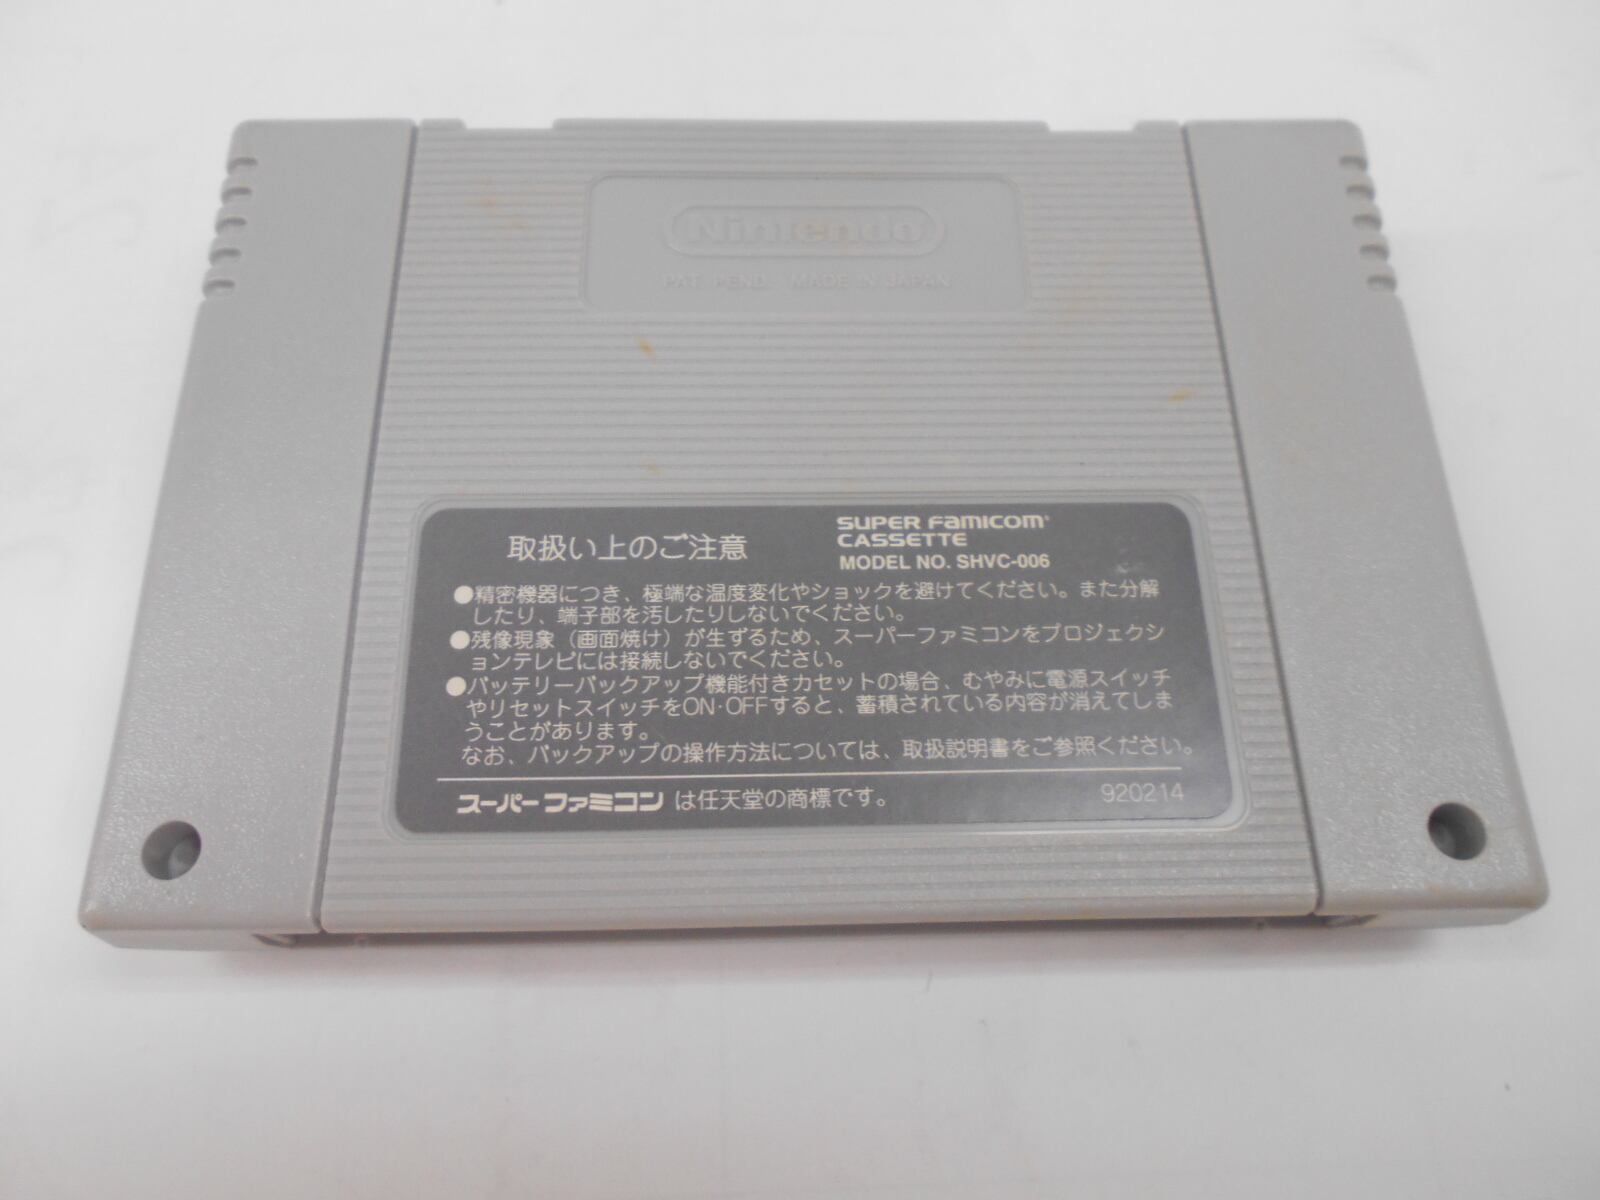 Nintendo
PAT. PEND. MADE IN JAPAN
取扱い上のご注意
SUPER FAMICOM
CASSETTE
MODEL NO. SHVC-006
●精密機器につき、極端な温度変化やショックを避けてください。また分解
したり、端子部を汚したりしないでください。
●残像現象（画面焼け）が生ずるため、スーパーファミコンをプロジェクシ
ョンテレビには接続しないでください。
●バッテリーバックアップ機能付きカセットの場合、むやみに電源スイッチ
やリセットスイッチをON・OFFすると、蓄積されている内容が消えてしま
うことがあります。
なお、バックアップの操作方法については、取扱説明書をご参照ください。
スーパーファミコン は任天堂の商標です。
920214